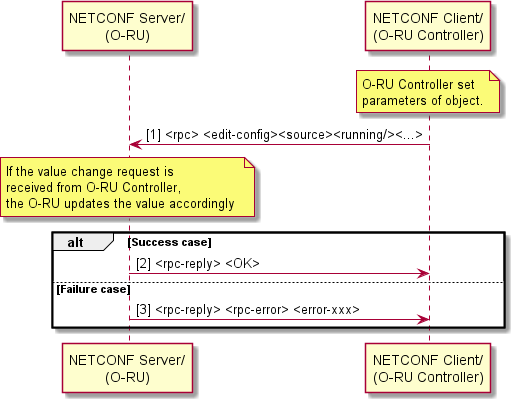 NETCONF Server/
(O-RU)
NETCONF Client/
(O-RU Controller)
O-RU Controller set
parameters of object.
[1] <rpc> <edit-config><source><running/><...>
If the value change request is
received from O-RU Controller,
the O-RU updates the value accordingly
alt
[Success case]
[2] <rpc-reply> <OK>
[Failure case]
[3] <rpc-reply> <rpc-error> <error-xxx>
NETCONF Server/
(O-RU)
NETCONF Client/
(O-RU Controller)